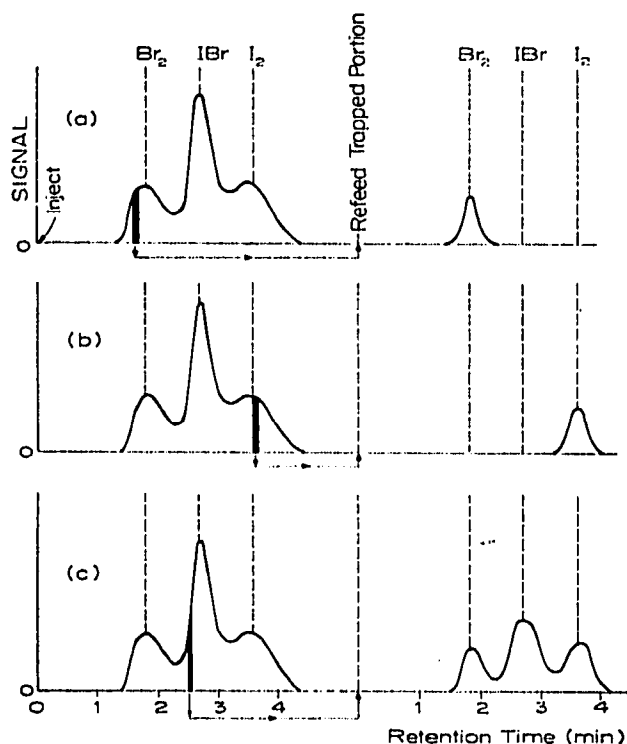 Br₂ IBr I₂ Br₂ IBr I₂
(a)
SIGNAL
Inject
Refeed Trapped Portion
0
(b)
0
(c)
0
0 1 2 3 4 1 2 3 4
Retention Time (min)